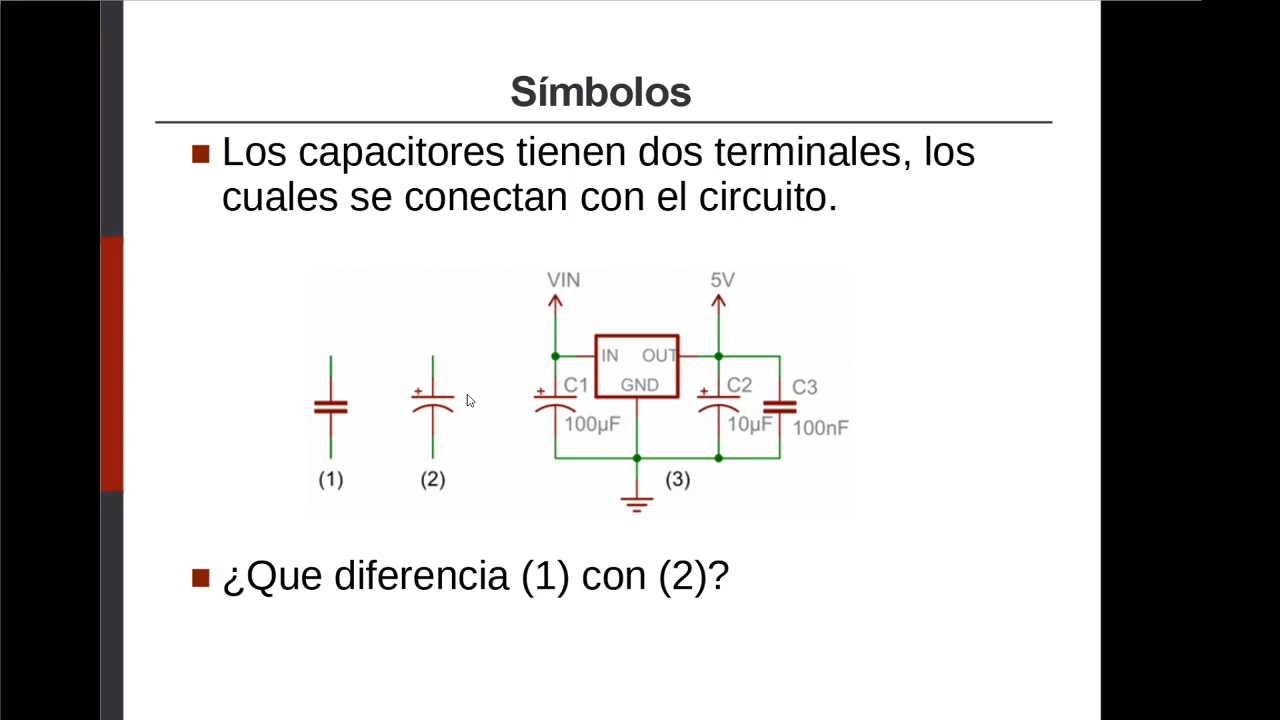 Símbolos
Los capacitores tienen dos terminales, los
cuales se conectan con el circuito.
VIN
5V
IN OUT
GND
+ C1
100µF
+ C2
10µF
C3
100nF
+
(1)
(2)
(3)
¿Que diferencia (1) con (2)?